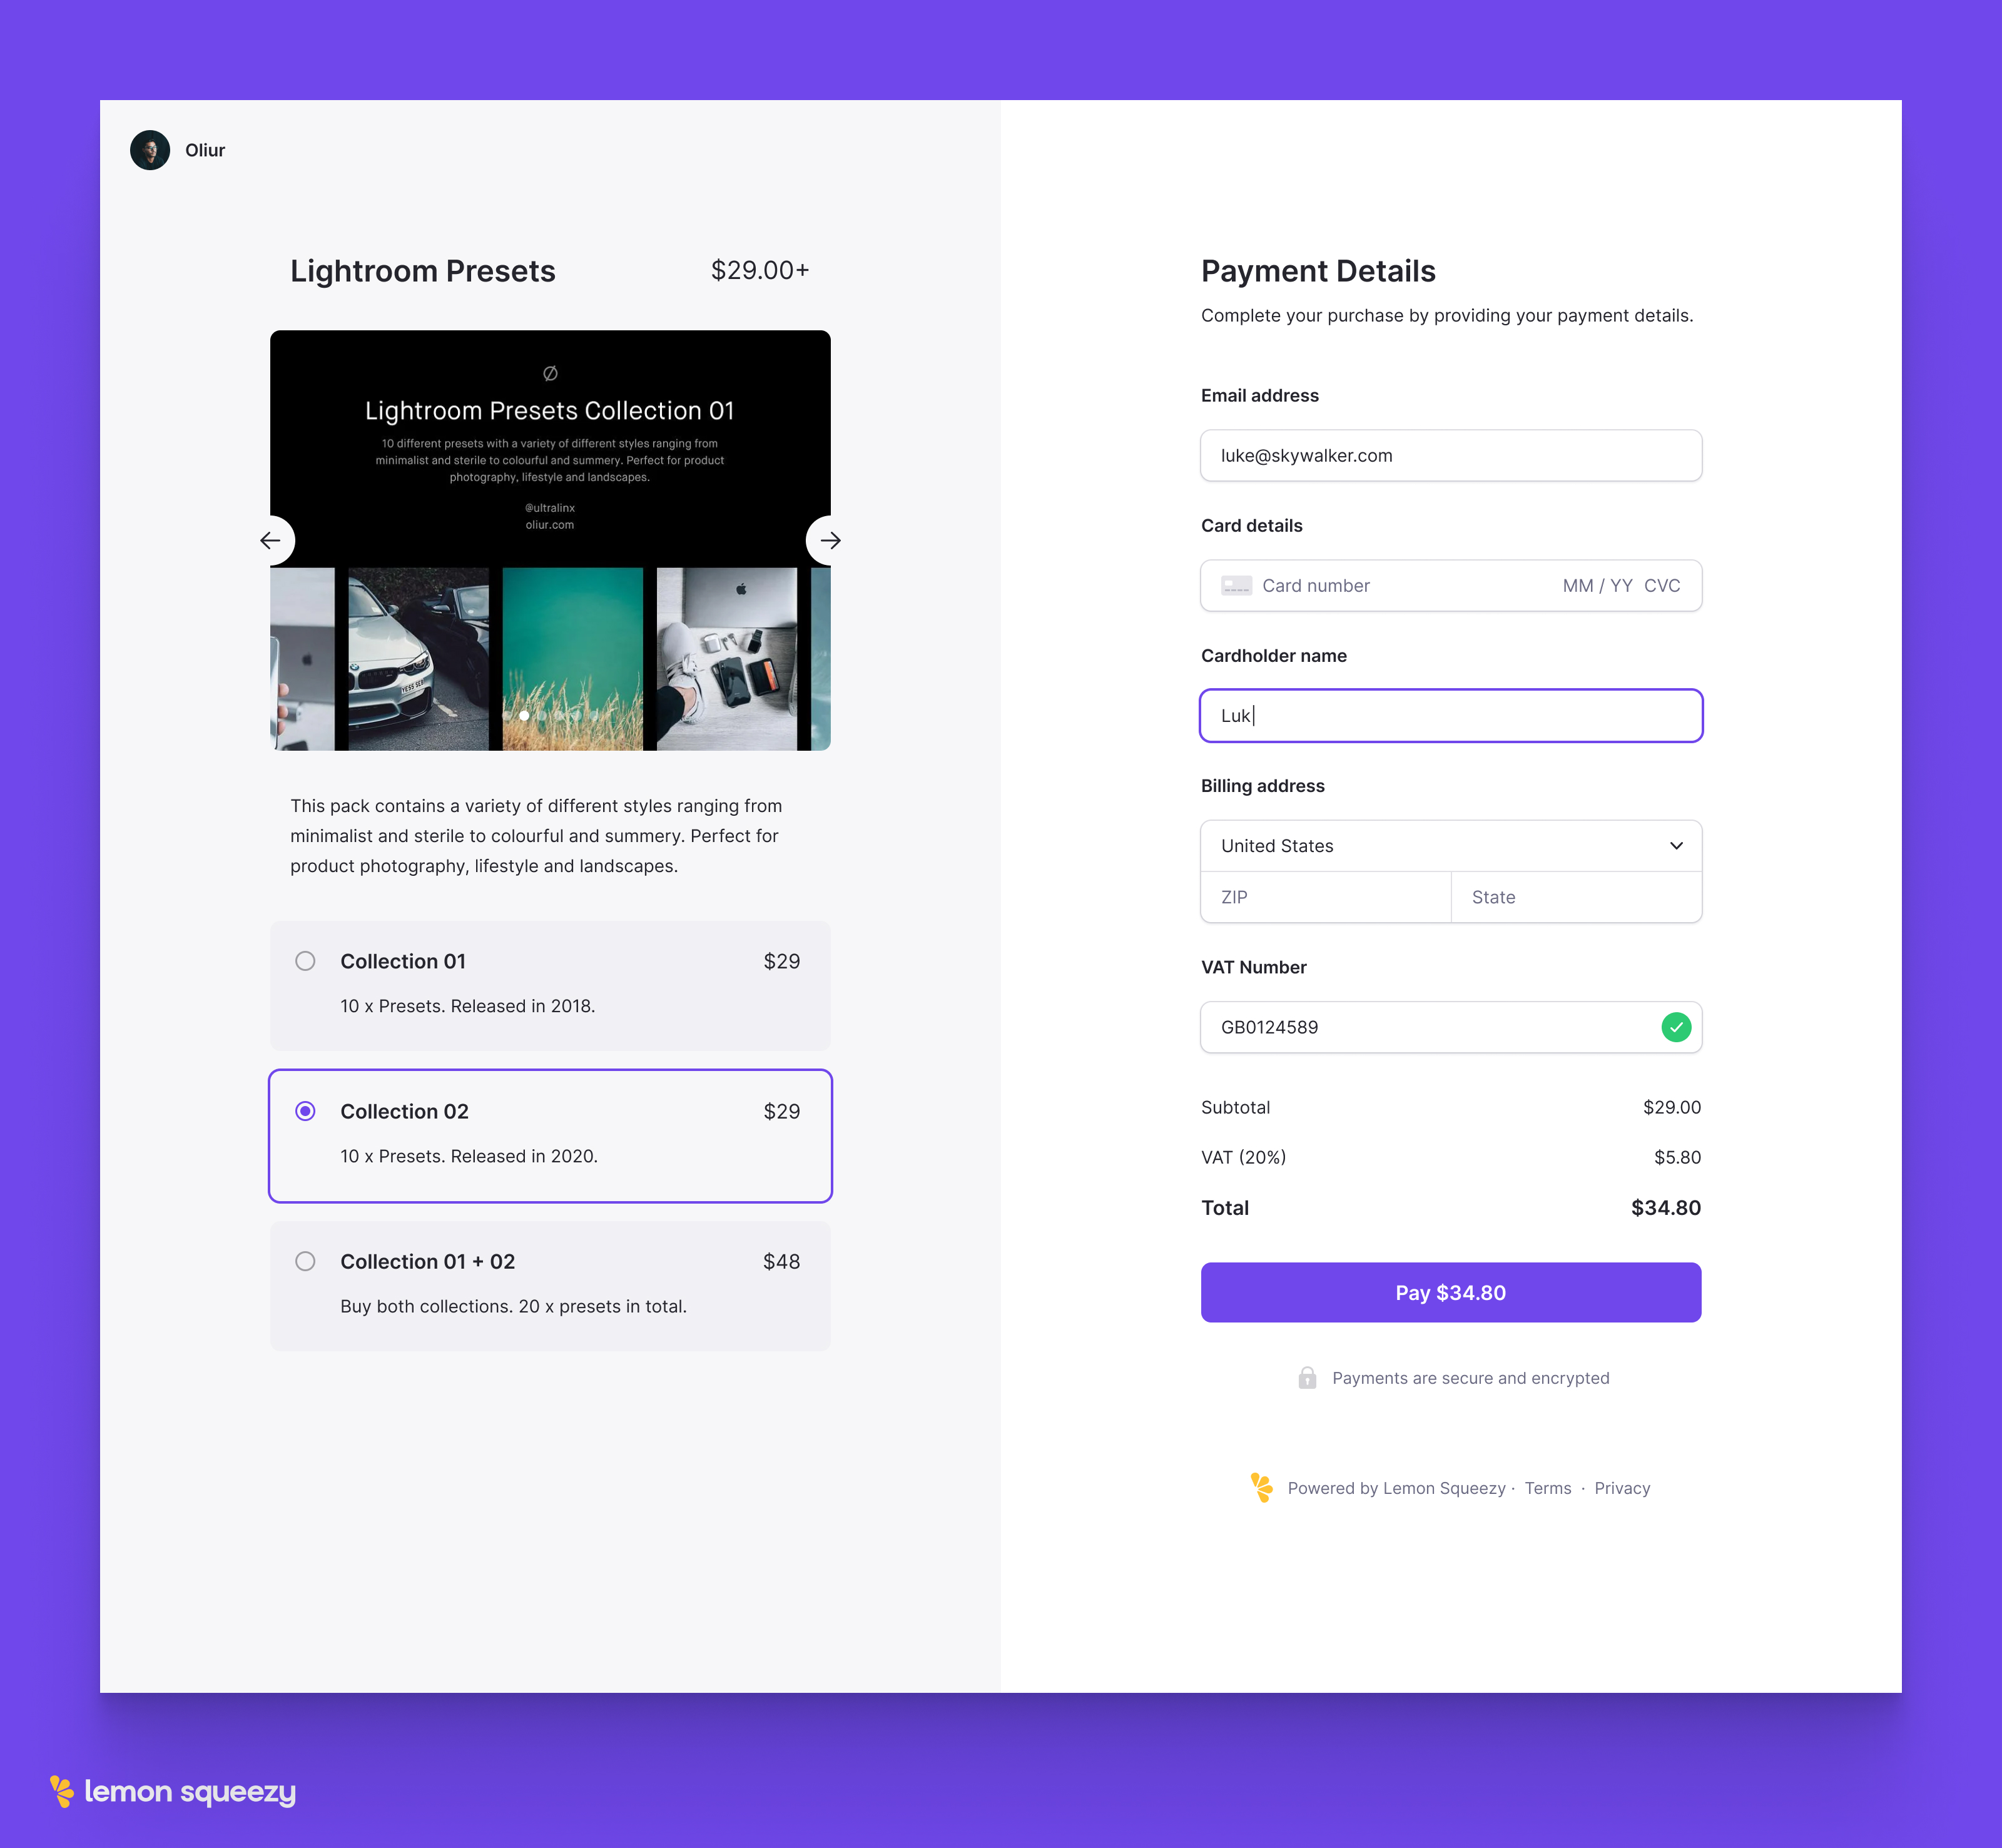 Oliur
Lightroom Presets
$29.00+
Lightroom Presets Collection 01
10 different presets with a variety of different styles ranging from
minimalist and sterile to colourful and summery. Perfect for product
photography, lifestyle and landscapes.
@ultralinx
oliur.com
This pack contains a variety of different styles ranging from
minimalist and sterile to colourful and summery. Perfect for
product photography, lifestyle and landscapes.
Collection 01
$29
10 x Presets. Released in 2018.
Collection 02
$29
10 x Presets. Released in 2020.
Collection 01 + 02
$48
Buy both collections. 20 x presets in total.
Payment Details
Complete your purchase by providing your payment details.
Email address
luke@skywalker.com
Card details
Card number MM / YY CVC
Cardholder name
Luk
Billing address
United States
ZIP
State
VAT Number
GB0124589
Subtotal $29.00
VAT (20%) $5.80
Total $34.80
Pay $34.80
Payments are secure and encrypted
Powered by Lemon Squeezy · Terms · Privacy
lemon squeezy